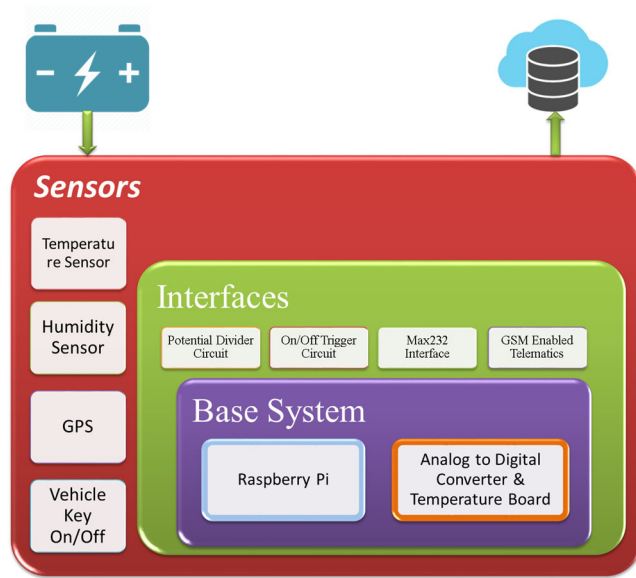 Sensors
Temperatu
re Sensor
Humidity
Sensor
GPS
Vehicle
Key
On/Off
Interfaces
Potential Divider
Circuit
On/Off Trigger
Circuit
Max232
Interface
GSM Enabled
Telematics
Base System
Raspberry Pi
Analog to Digital
Converter &
Temperature Board